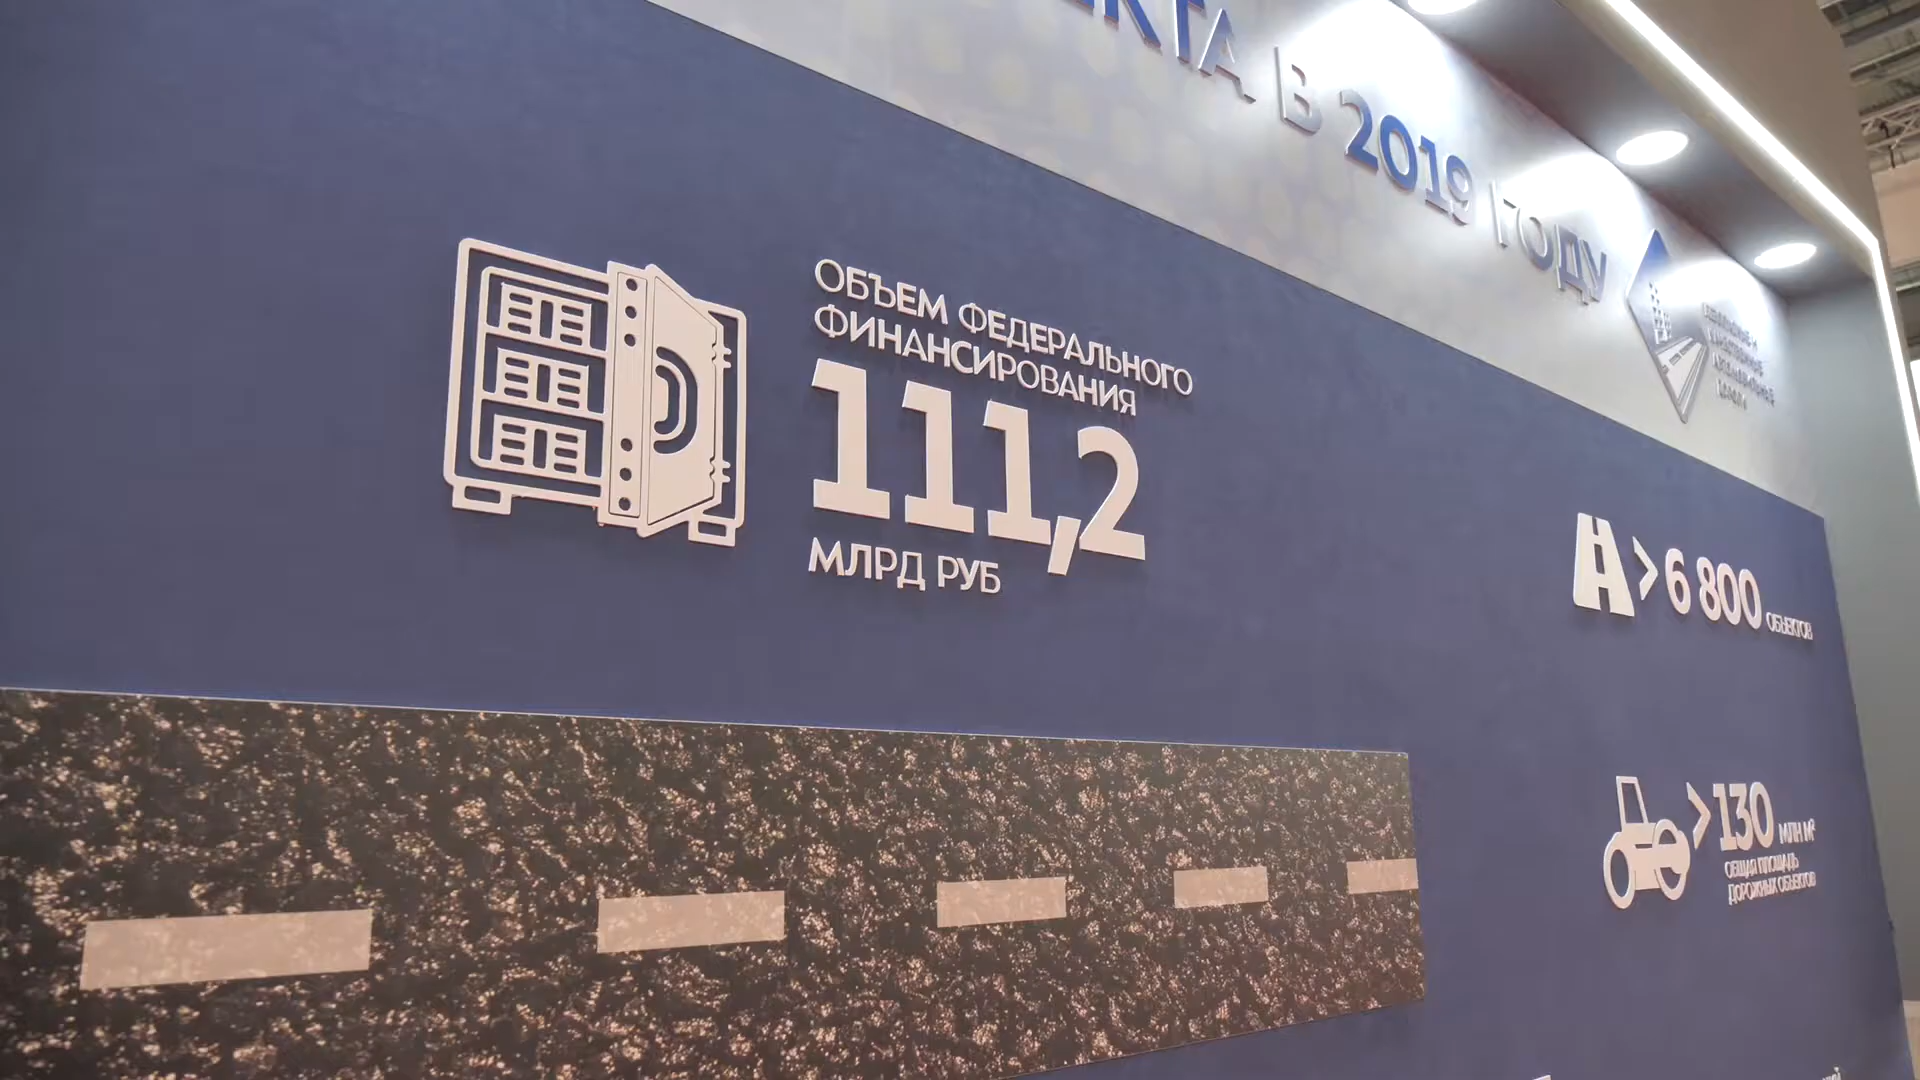 В 2019 ГОДУ
ОБЪЕМ ФЕДЕРАЛЬНОГО
ФИНАНСИРОВАНИЯ
111,2
МЛРД РУБ
>6 800 ОБЪЕКТОВ
>130 МЛН М²
ОБЩАЯ ПЛОЩАДЬ
ДОРОЖНЫХ ОБЪЕКТОВ